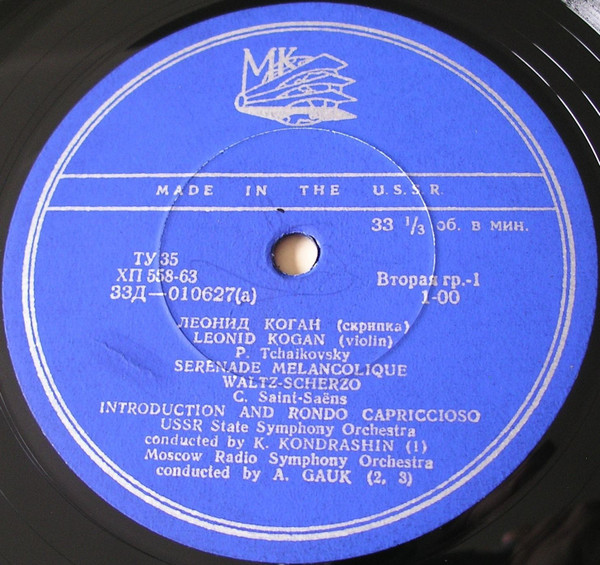 МК
MADE IN THE U.S.S.R.
33 1/3 об. в мин.
ТУ 35
ХП 558-63
33Д—010627(а)
Вторая гр.-1
1-00
ЛЕОНИД КОГАН (скрипка)
LEONID KOGAN (violin)
P. Tchaikovsky
SERENADE MELANCOLIQUE
WALTZ-SCHERZO
C. Saint-Saëns
INTRODUCTION AND RONDO CAPRICCIOSO
USSR State Symphony Orchestra
conducted by K. KONDRASHIN (1)
Moscow Radio Symphony Orchestra
conducted by A. GAUK (2, 3)